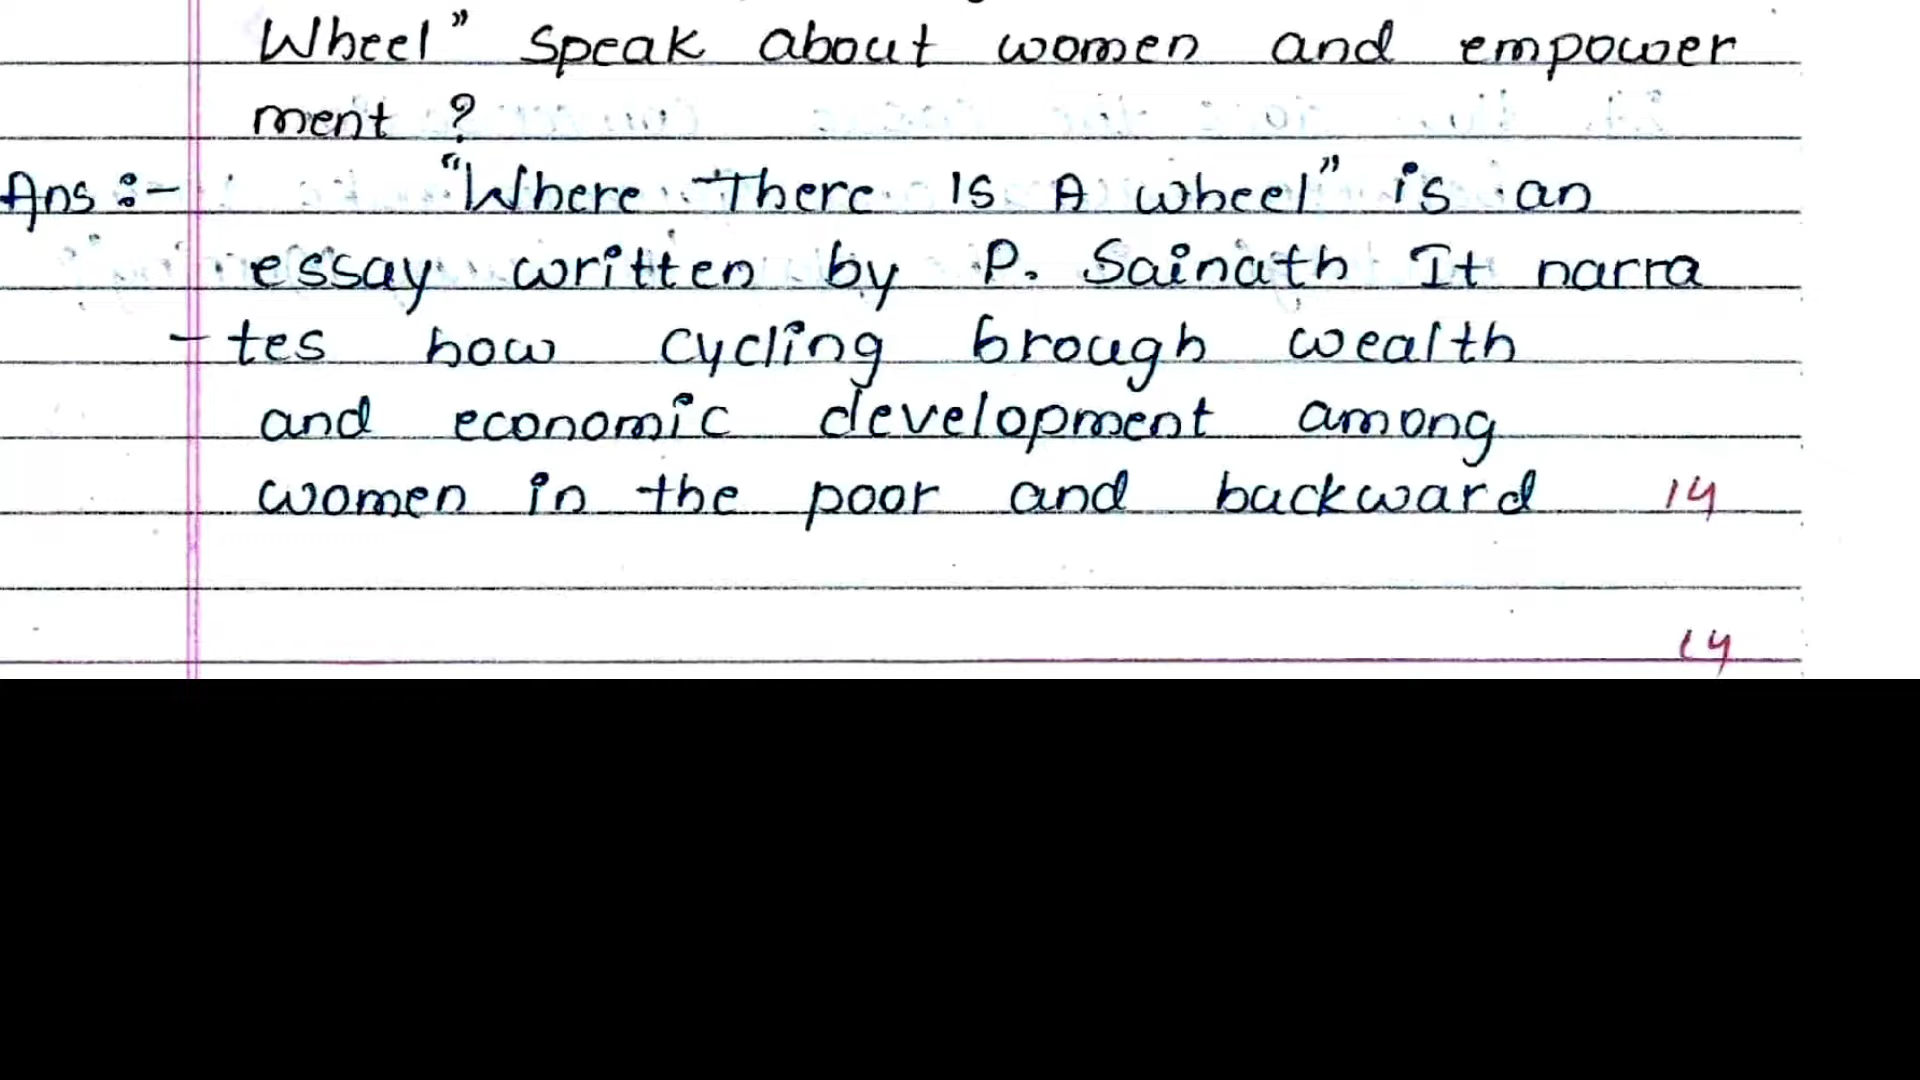 Wheel" speak about women and empower
ment ?
Ans :- "Where There Is A wheel" is an
essay written by P. Sainath It narra
- tes how cycling brough wealth
and economic development among
women in the poor and backward 14
14